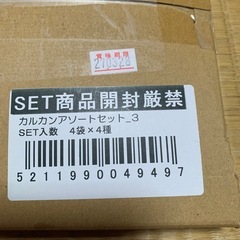 賞味期限
270328
SET商品開封厳禁
カルカンアソートセット_3
SET入数 4袋×4種
5211990049497